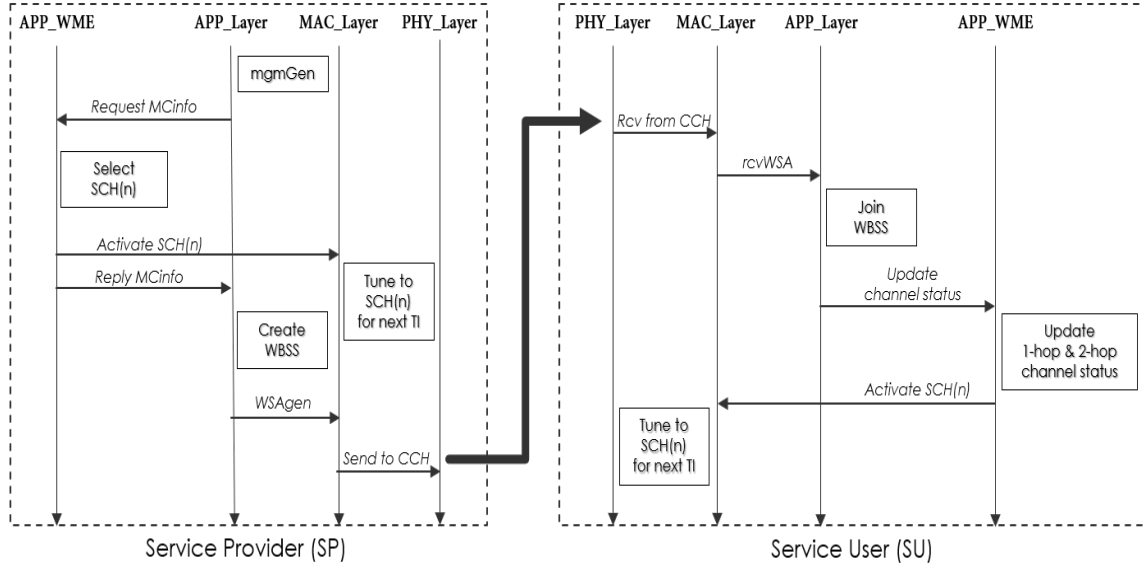 APP_WME APP_Layer MAC_Layer PHY_Layer
mgmGen
Request MCinfo
Select
SCH(n)
Activate SCH(n)
Reply MCinfo
Tune to
SCH(n)
for next TI
Create
WBSS
WSAgen
Send to CCH
Service Provider (SP)
PHY_Layer MAC_Layer APP_Layer APP_WME
Rcv from CCH
rcvWSA
Join
WBSS
Update
channel status
Update
1-hop & 2-hop
channel status
Activate SCH(n)
Tune to
SCH(n)
for next TI
Service User (SU)